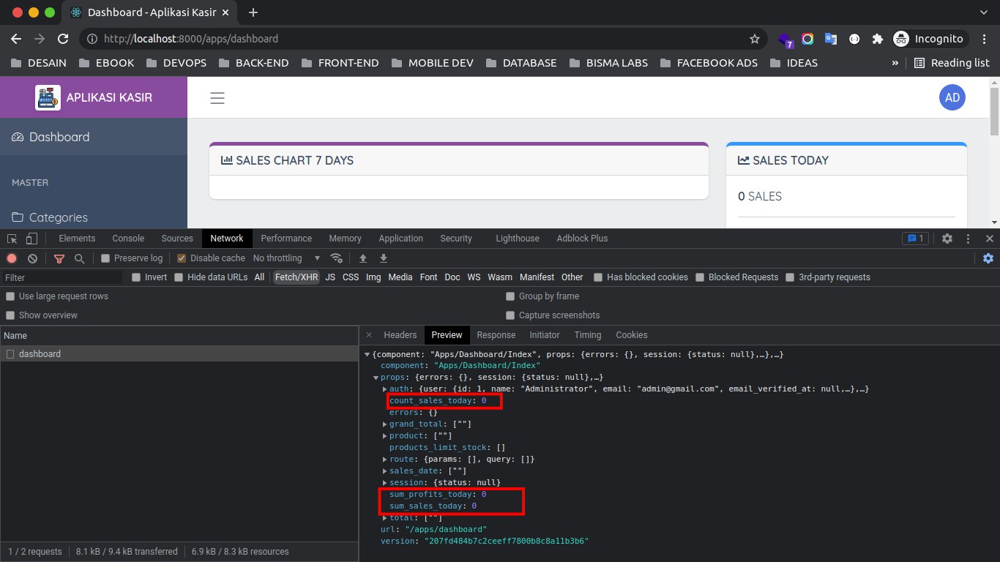 Dashboard - Aplikasi Kasir
http://localhost:8000/apps/dashboard
7
Incognito
DESAIN EBOOK DEVOPS BACK-END FRONT-END MOBILE DEV DATABASE BISMA LABS FACEBOOK ADS IDEAS » Reading list
APLIKASI KASIR
AD
Dashboard
MASTER
Categories
SALES CHART 7 DAYS
SALES TODAY
0 SALES
Elements Console Sources Network Performance Memory Application Security Lighthouse Adblock Plus 1
Preserve log Disable cache No throttling
Filter Invert Hide data URLs All Fetch/XHR JS CSS Img Media Font Doc WS Wasm Manifest Other Has blocked cookies Blocked Requests 3rd-party requests
Use large request rows Group by frame
Show overview Capture screenshots
Name
dashboard
1 / 2 requests 8.1 kB / 9.4 kB transferred 6.9 kB / 8.3 kB resources
Headers Preview Response Initiator Timing Cookies
{component: "Apps/Dashboard/Index", props: {errors: {}, session: {status: null},…},…}
component: "Apps/Dashboard/Index"
props: {errors: {}, session: {status: null},…}
auth: {user: {id: 1, name: "Administrator", email: "admin@gmail.com", email_verified_at: null,…},…}
count_sales_today: 0
errors: {}
grand_total: [""]
product: [""]
products_limit_stock: []
route: {params: [], query: []}
sales_date: [""]
session: {status: null}
sum_profits_today: 0
sum_sales_today: 0
total: [""]
url: "/apps/dashboard"
version: "207fd484b7c2ceeff7800b8c8a11b3b6"